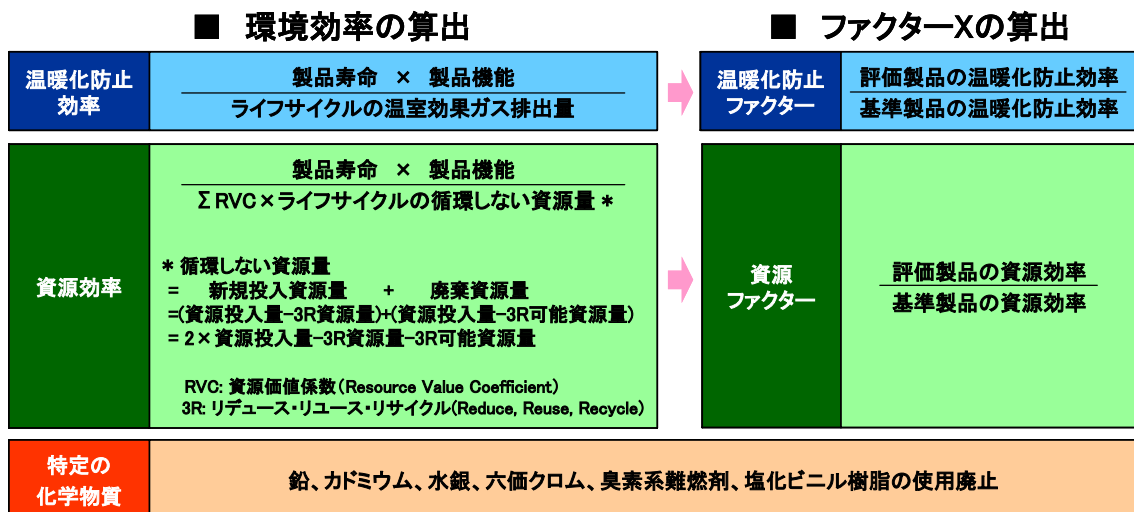 ■ 環境効率の算出
■ ファクターXの算出
温暖化防止
効率
製品寿命 × 製品機能
ライフサイクルの温室効果ガス排出量
温暖化防止
ファクター
評価製品の温暖化防止効率
基準製品の温暖化防止効率
資源効率
製品寿命 × 製品機能
Σ RVC×ライフサイクルの循環しない資源量 *
* 循環しない資源量
= 新規投入資源量 + 廃棄資源量
=(資源投入量-3R資源量)+(資源投入量-3R可能資源量)
= 2×資源投入量-3R資源量-3R可能資源量
RVC: 資源価値係数(Resource Value Coefficient)
3R: リデュース・リユース・リサイクル(Reduce, Reuse, Recycle)
資源
ファクター
評価製品の資源効率
基準製品の資源効率
特定の
化学物質
鉛、カドミウム、水銀、六価クロム、臭素系難燃剤、塩化ビニル樹脂の使用廃止